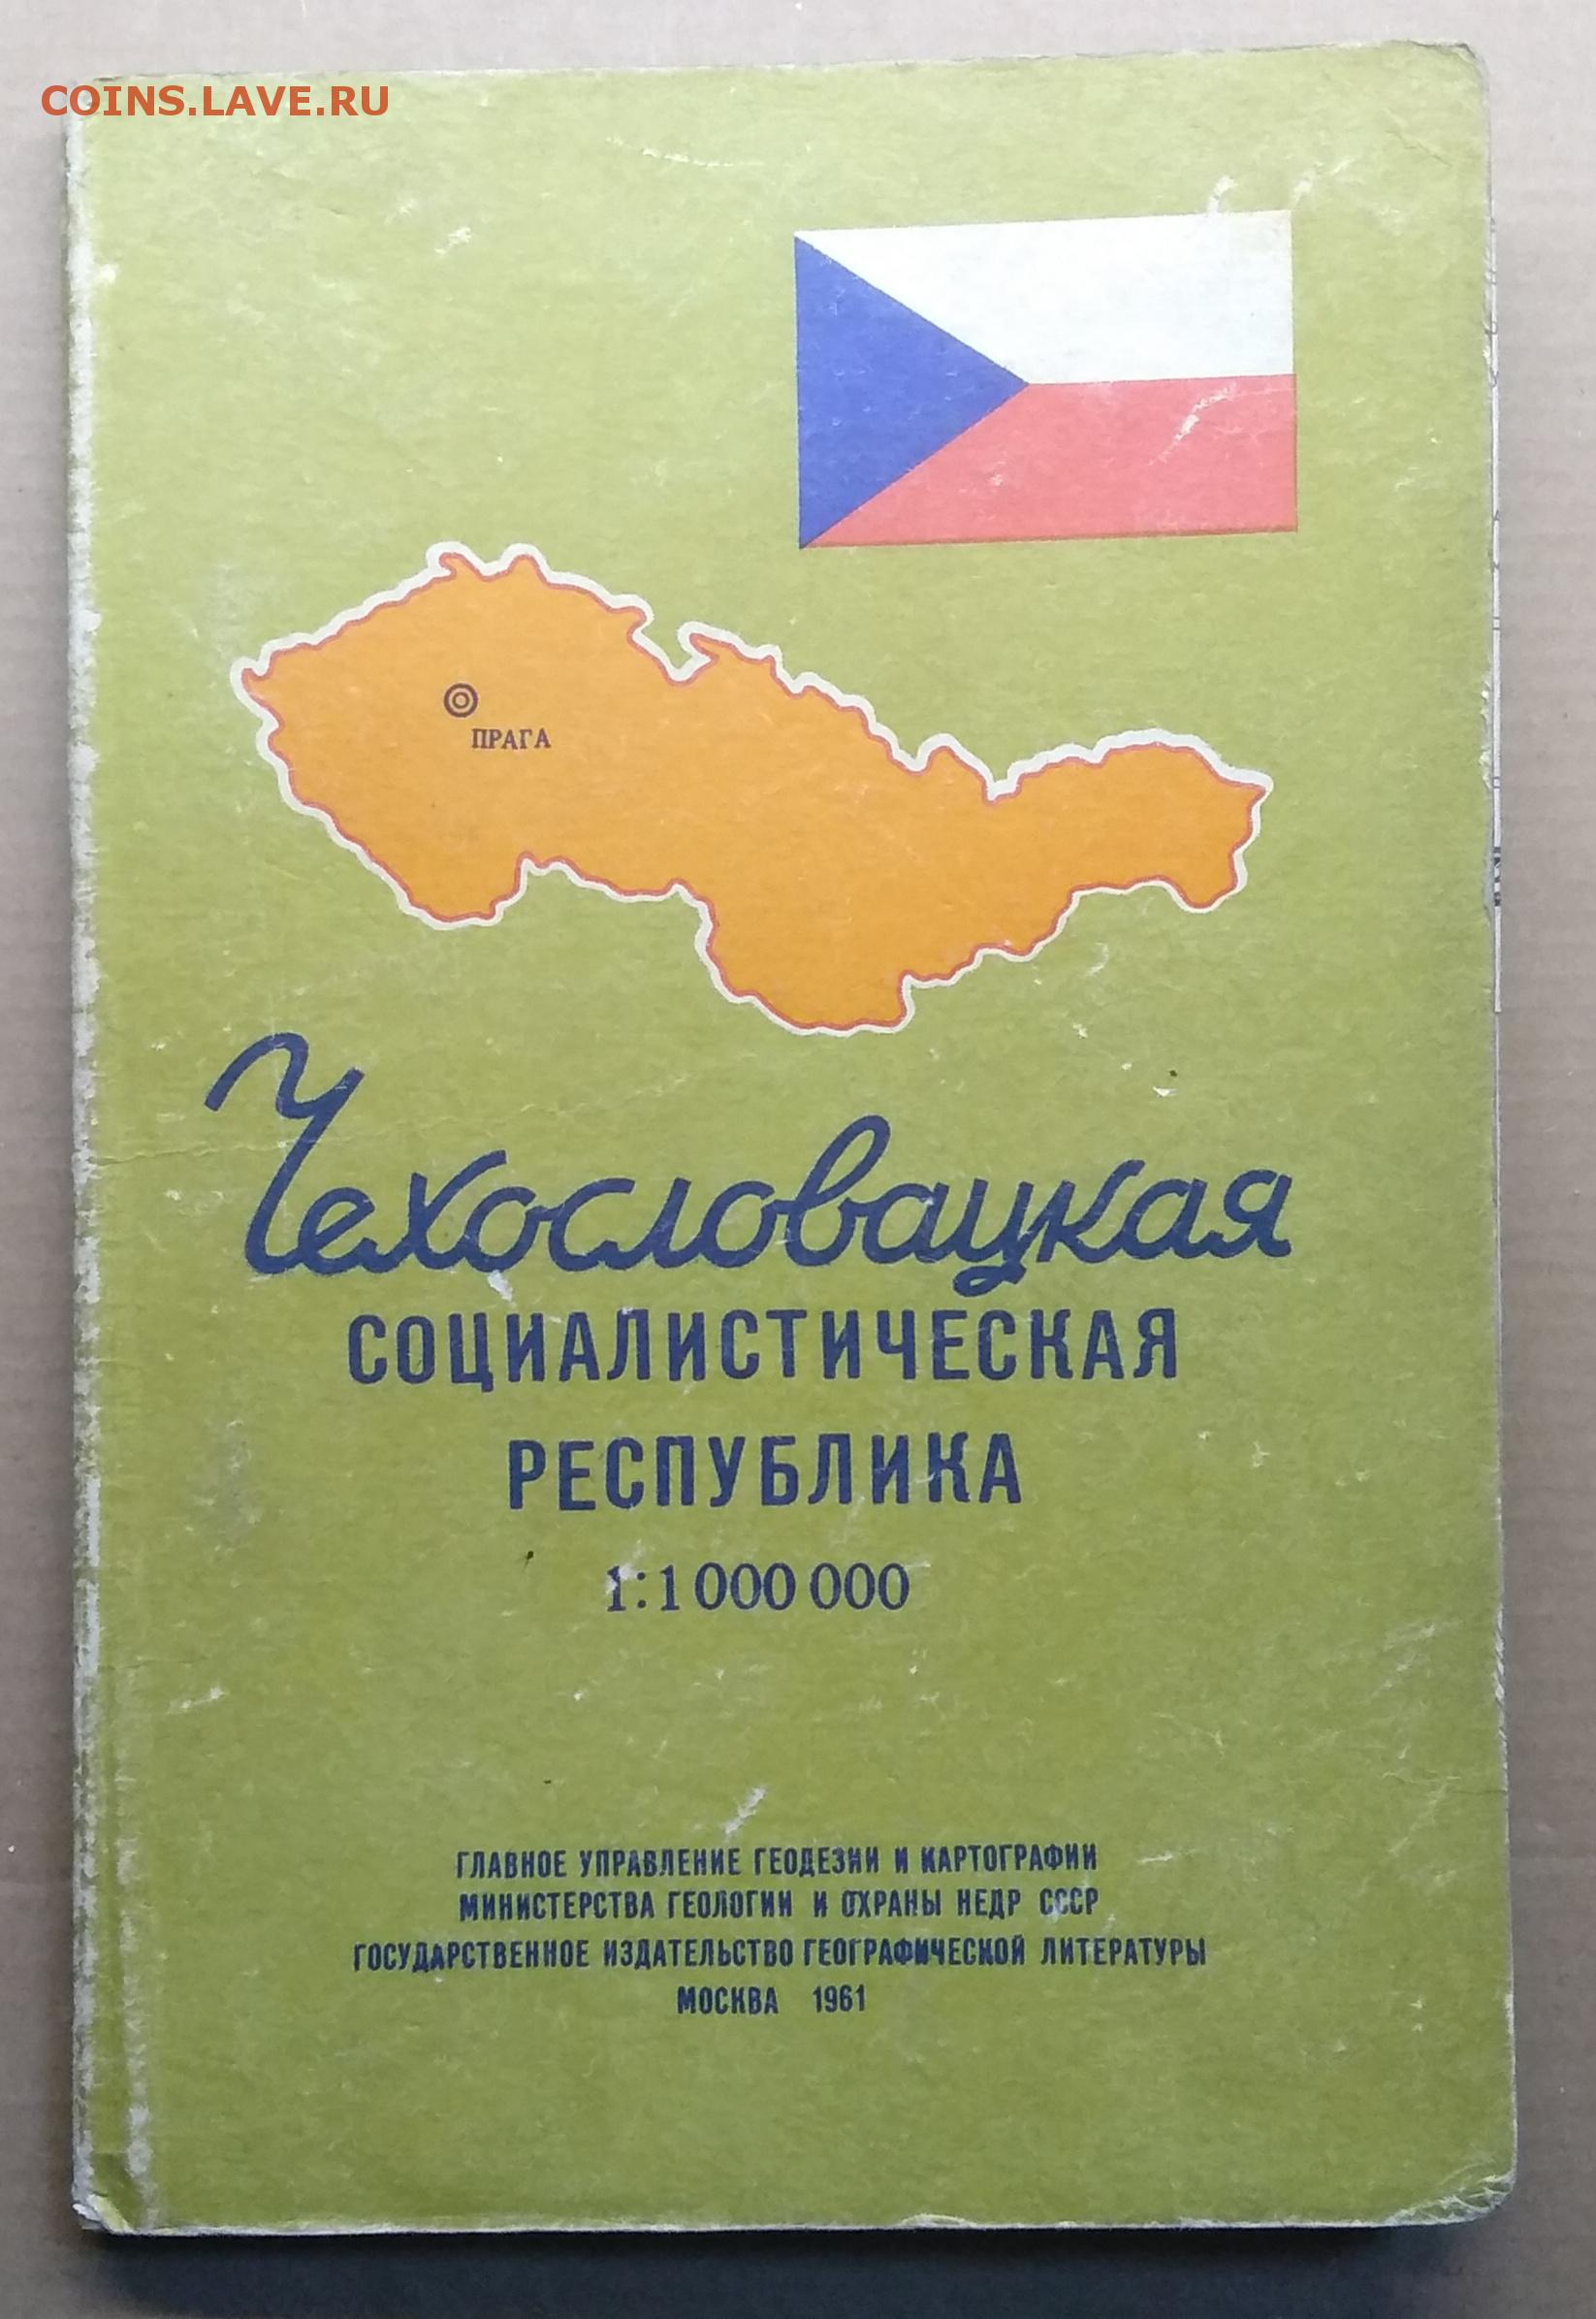 COINS.LAVE.RU
ПРАГА
Чехословацкая
СОЦИАЛИСТИЧЕСКАЯ
РЕСПУБЛИКА
1:1 000 000
ГЛАВНОЕ УПРАВЛЕНИЕ ГЕОДЕЗИИ И КАРТОГРАФИИ
МИНИСТЕРСТВА ГЕОЛОГИИ И ОХРАНЫ НЕДР СССР
ГОСУДАРСТВЕННОЕ ИЗДАТЕЛЬСТВО ГЕОГРАФИЧЕСКОЙ ЛИТЕРАТУРЫ
МОСКВА 1961